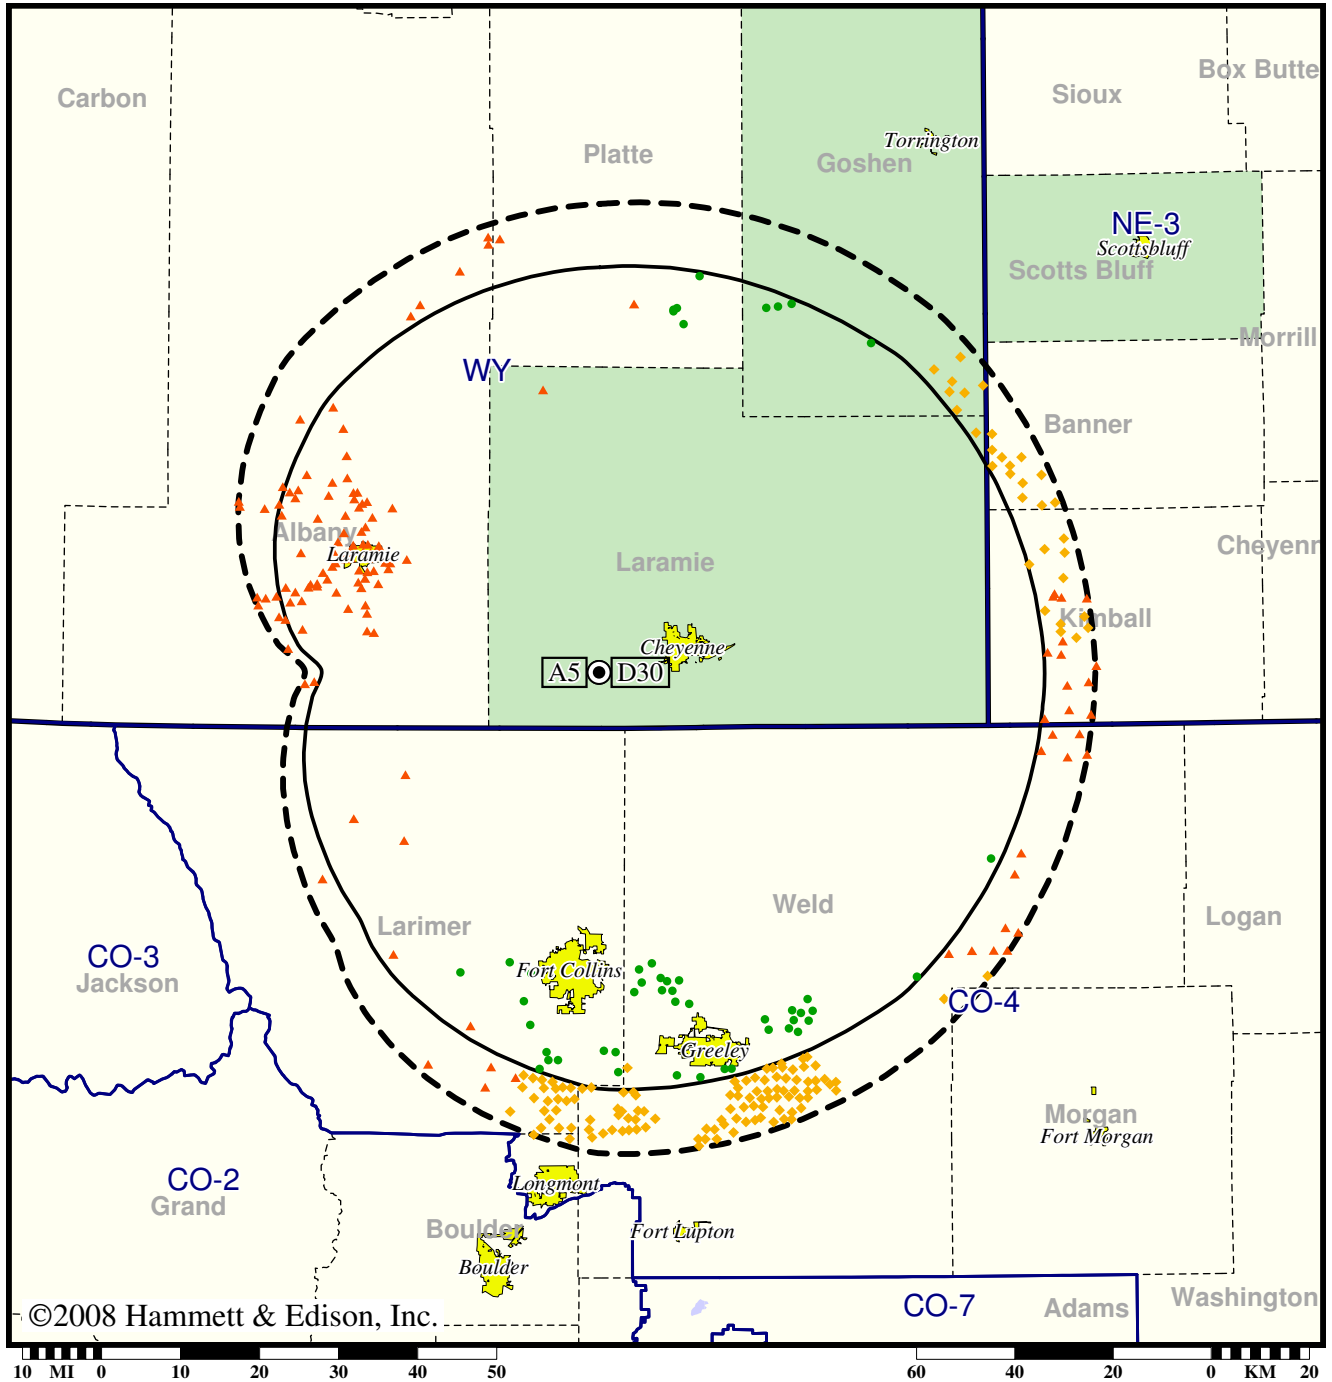 Box Butte
Sioux
Carbon
Torrington
Platte
Goshen
NE-3
Scottsbluff
Scotts Bluff
Morrill
WY
Banner
Albany
Laramie
Laramie
Cheyenn
Kimball
Cheyenne
A5 D30
Weld
Larimer
Logan
CO-3
Jackson
Fort Collins
CO-4
Greeley
Morgan
Fort Morgan
CO-2
Longmont
Grand
Boulder
Fort Lupton
Boulder
CO-7
Adams
Washington
©2008 Hammett & Edison, Inc.
10 MI 0 10 20 30 40 50 60 40 20 0 KM 20